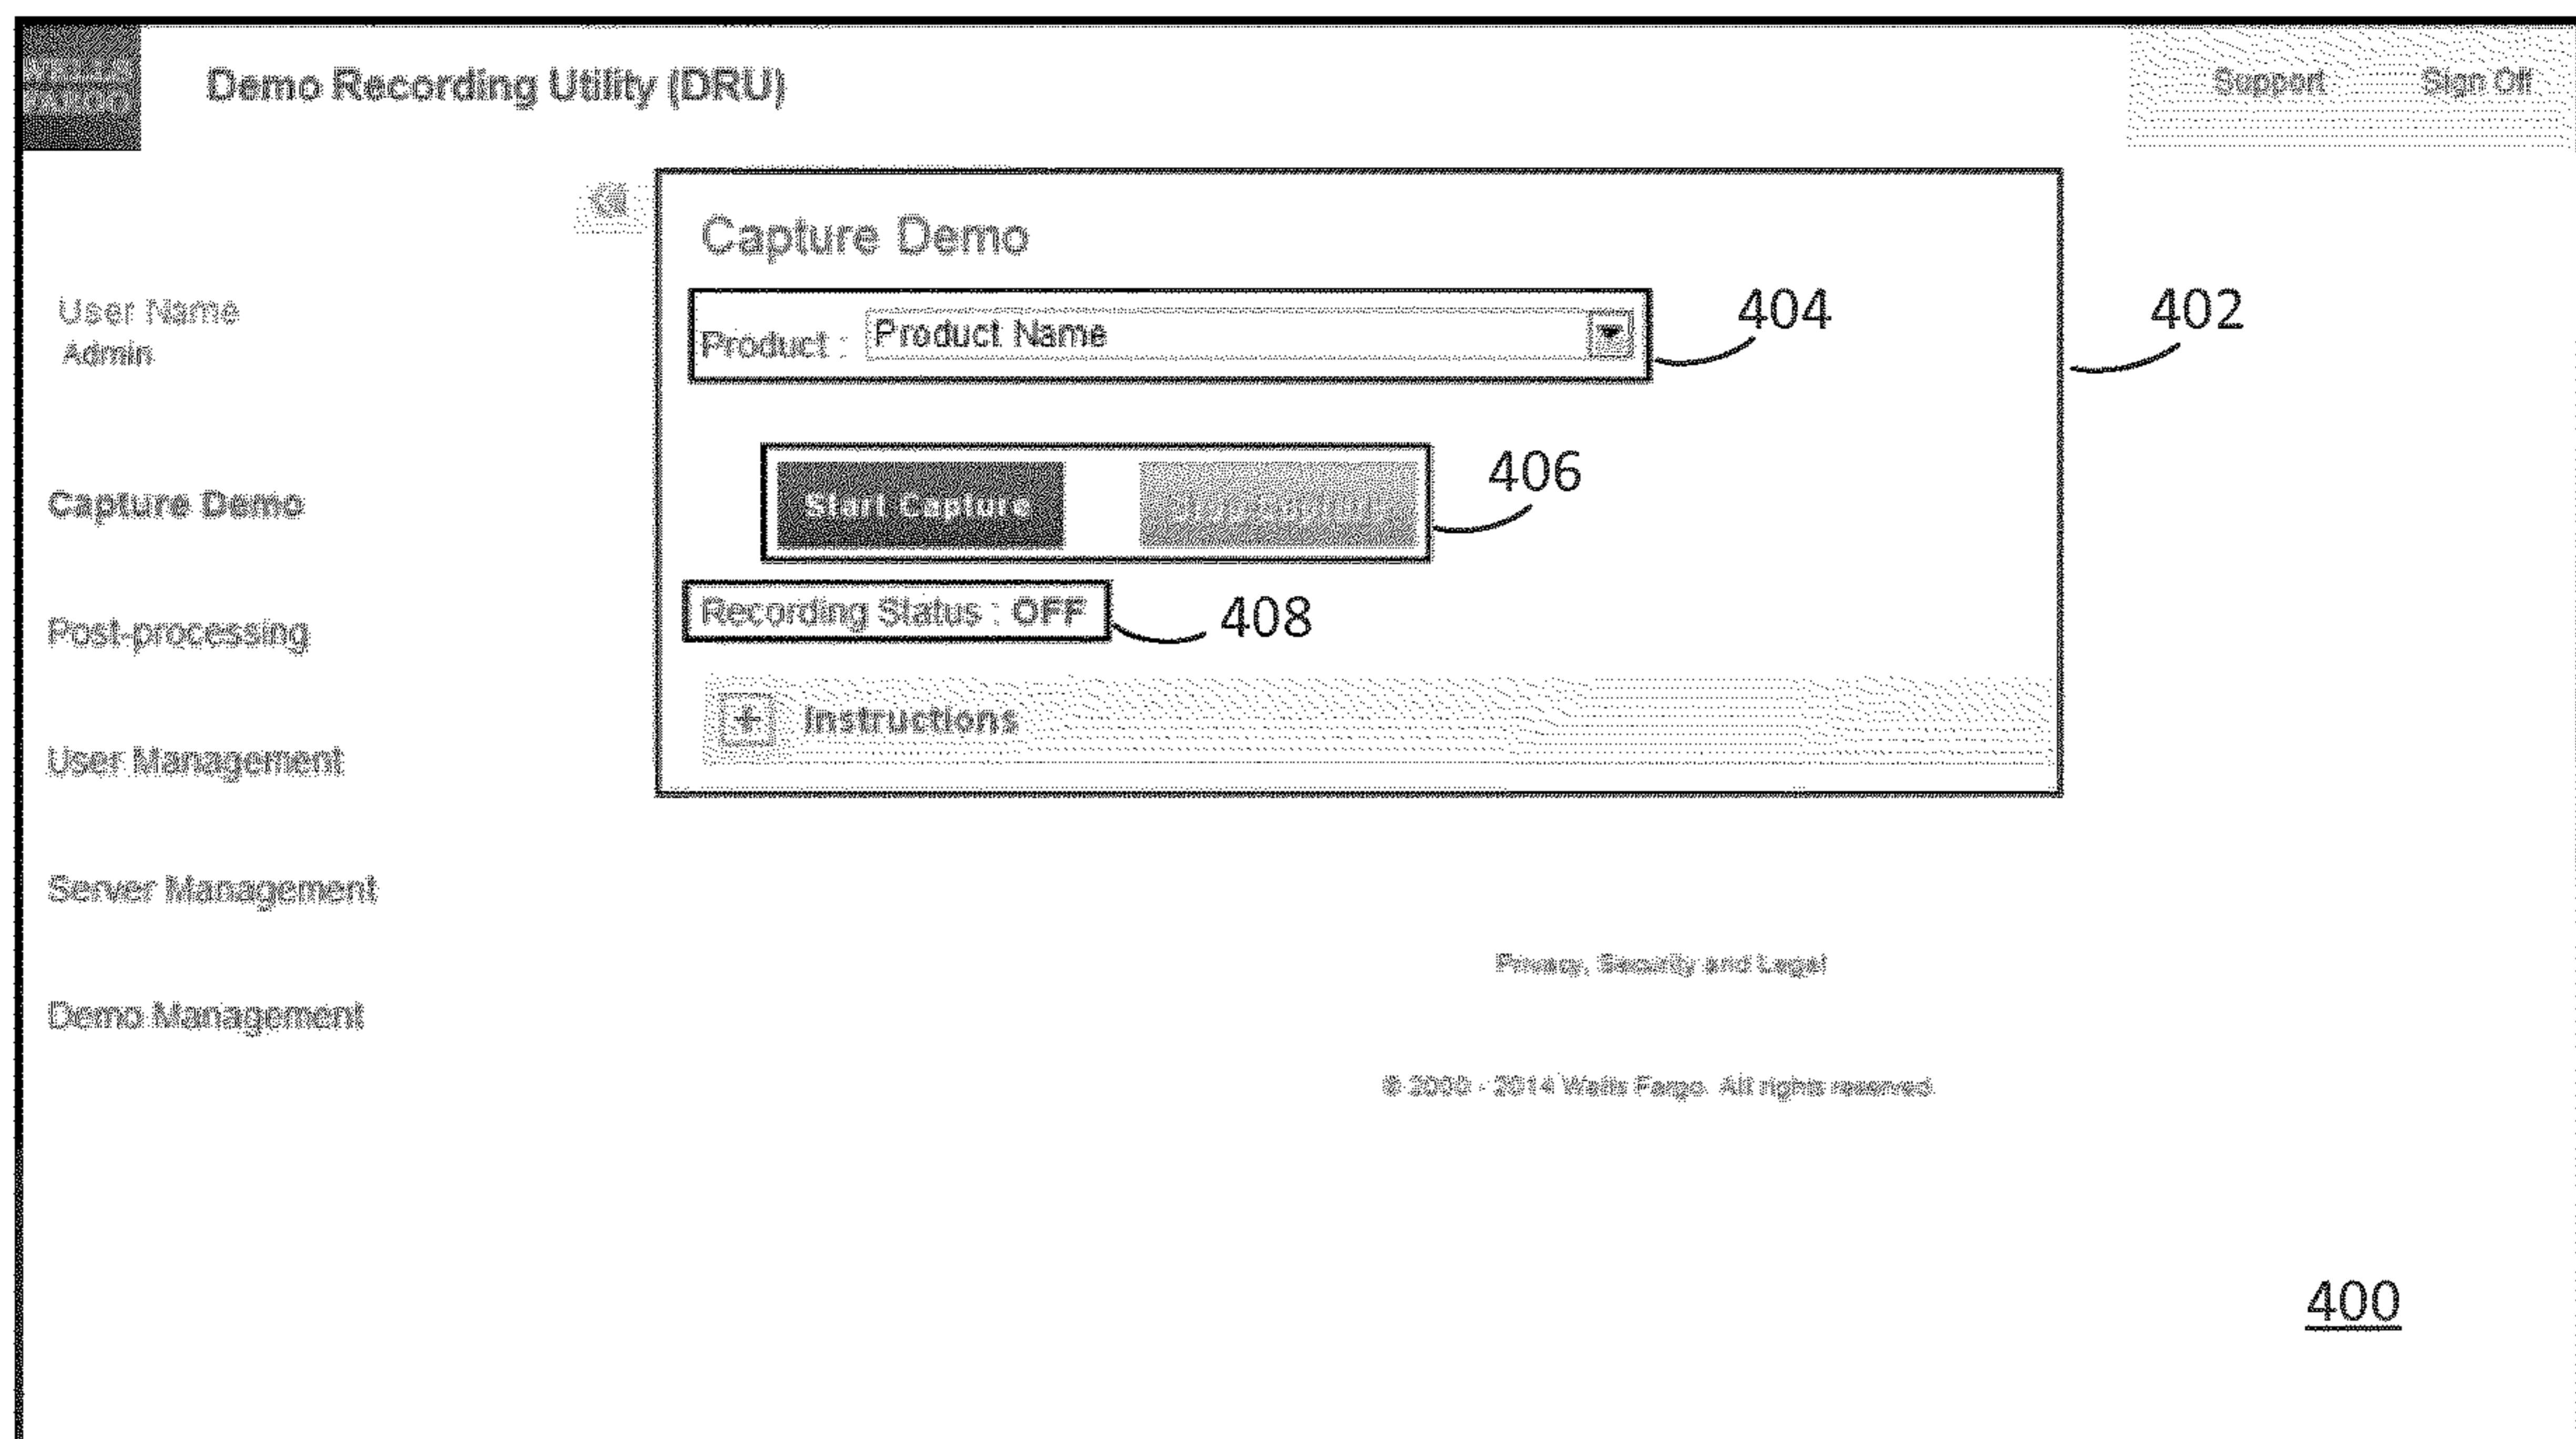 Demo Recording Utility (DRU)
Support
Sign Off
Capture Demo
User Name
Admin
Product :
Product Name
404
402
Capture Demo
Start Capture
406
Recording Status : OFF
408
Post-processing
Instructions
User Management
Server Management
Privacy, Security and Legal
Demo Management
© 2000 - 2014 Wells Fargo. All rights reserved.
400